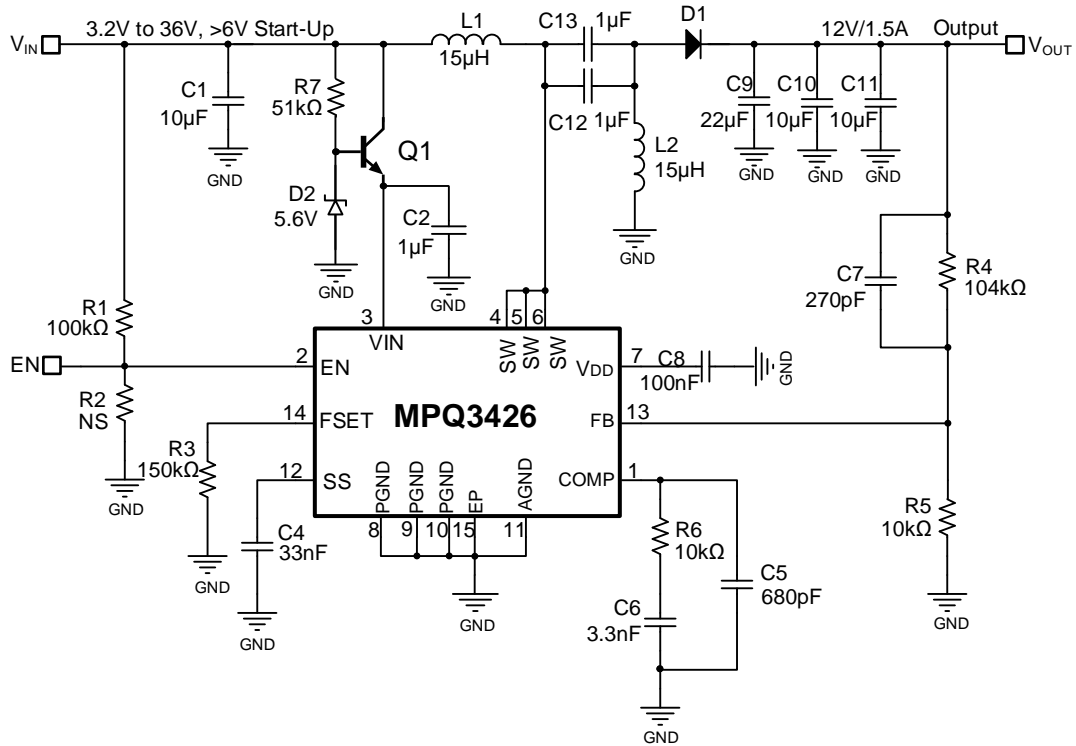 3.2V to 36V, >6V Start-Up
L1
15µH
C13
1µF
D1
12V/1.5A
Output
VIN
VOUT
C1
10µF
GND
R7
51kΩ
Q1
C12
1µF
L2
15µH
GND
C9
22µF
GND
C10
10µF
GND
C11
10µF
GND
D2
5.6V
GND
C2
1µF
GND
C7
270pF
R4
104kΩ
R1
100kΩ
3
VIN
4
5
6
SW
SW
SW
EN
2
EN
VDD
7
C8
100nF
GND
R2
NS
GND
14
FSET
MPQ3426
FB
13
R3
150kΩ
GND
12
SS
COMP
1
C4
33nF
GND
PGND
PGND
PGND
EP
AGND
8
9
10
15
11
GND
R6
10kΩ
C5
680pF
C6
3.3nF
GND
R5
10kΩ
GND